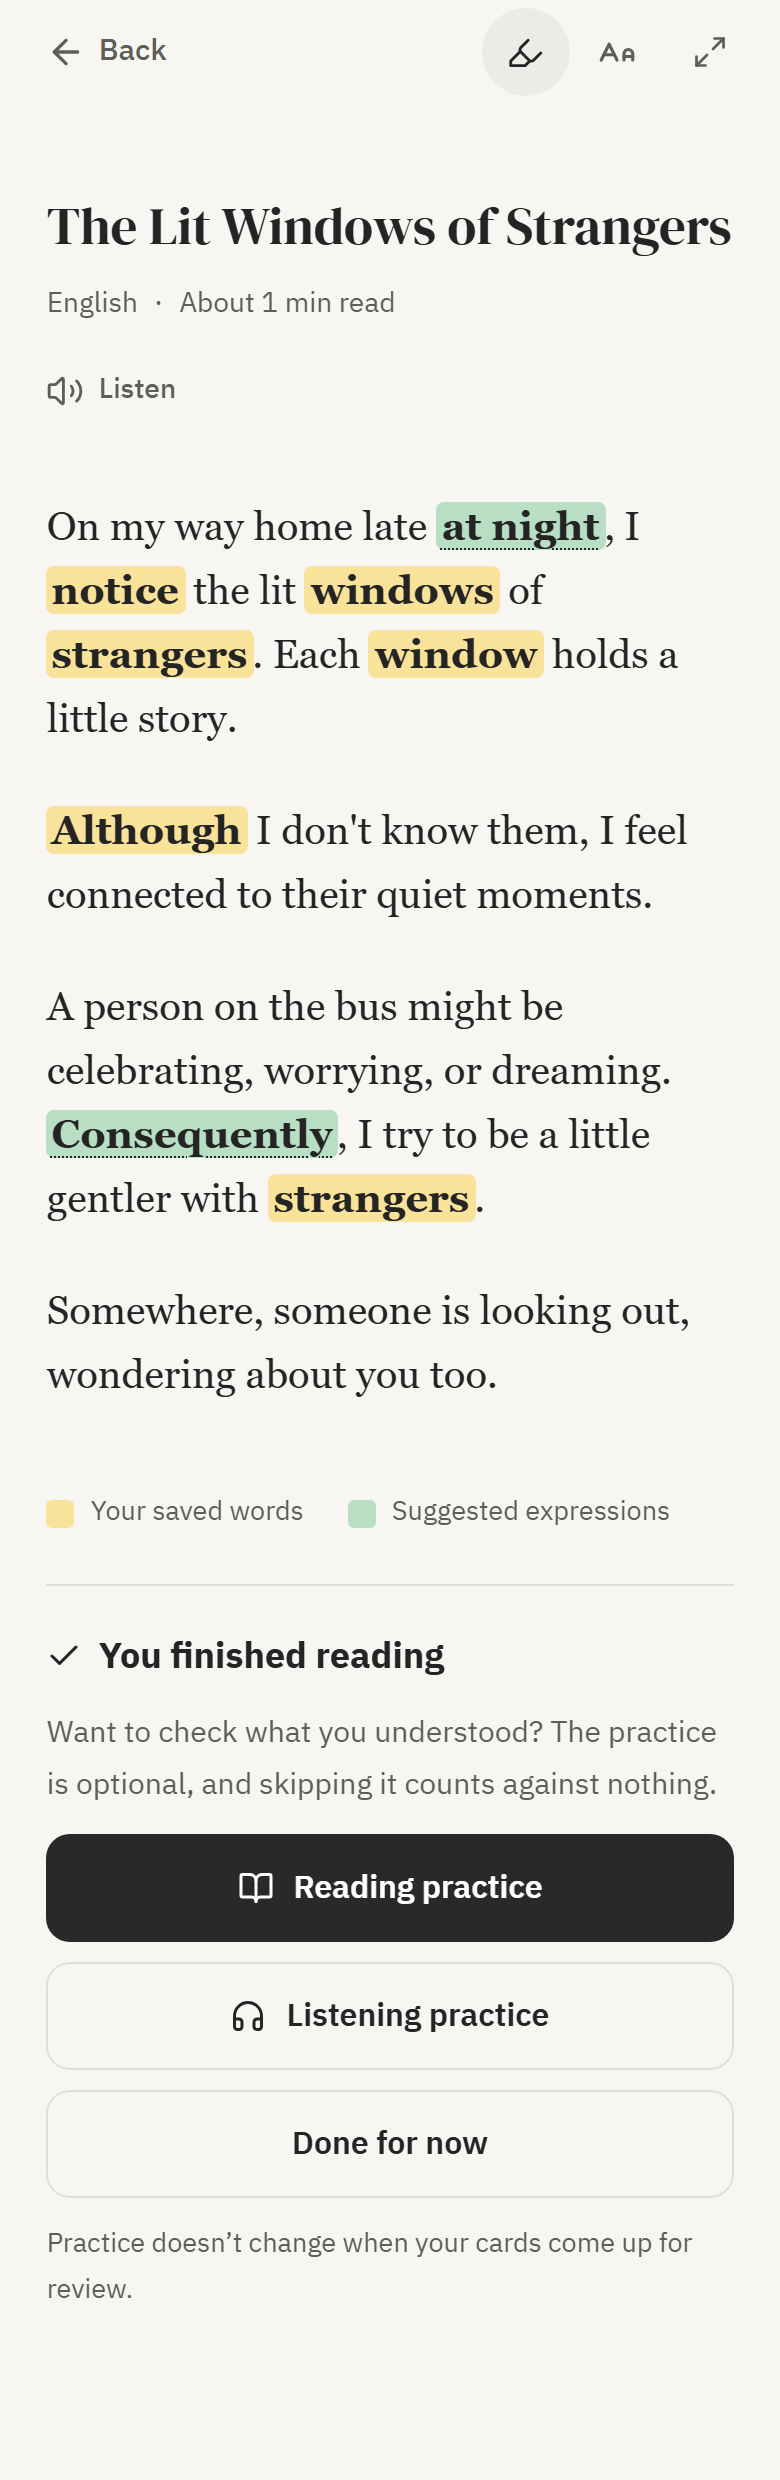 Back
AA
The Lit Windows of Strangers
English · About 1 min read
Listen
On my way home late at night, I
notice the lit windows of
strangers. Each window holds a
little story.
Although I don't know them, I feel
connected to their quiet moments.
A person on the bus might be
celebrating, worrying, or dreaming.
Consequently, I try to be a little
gentler with strangers.
Somewhere, someone is looking out,
wondering about you too.
Your saved words
Suggested expressions
You finished reading
Want to check what you understood? The practice
is optional, and skipping it counts against nothing.
Reading practice
Listening practice
Done for now
Practice doesn’t change when your cards come up for
review.